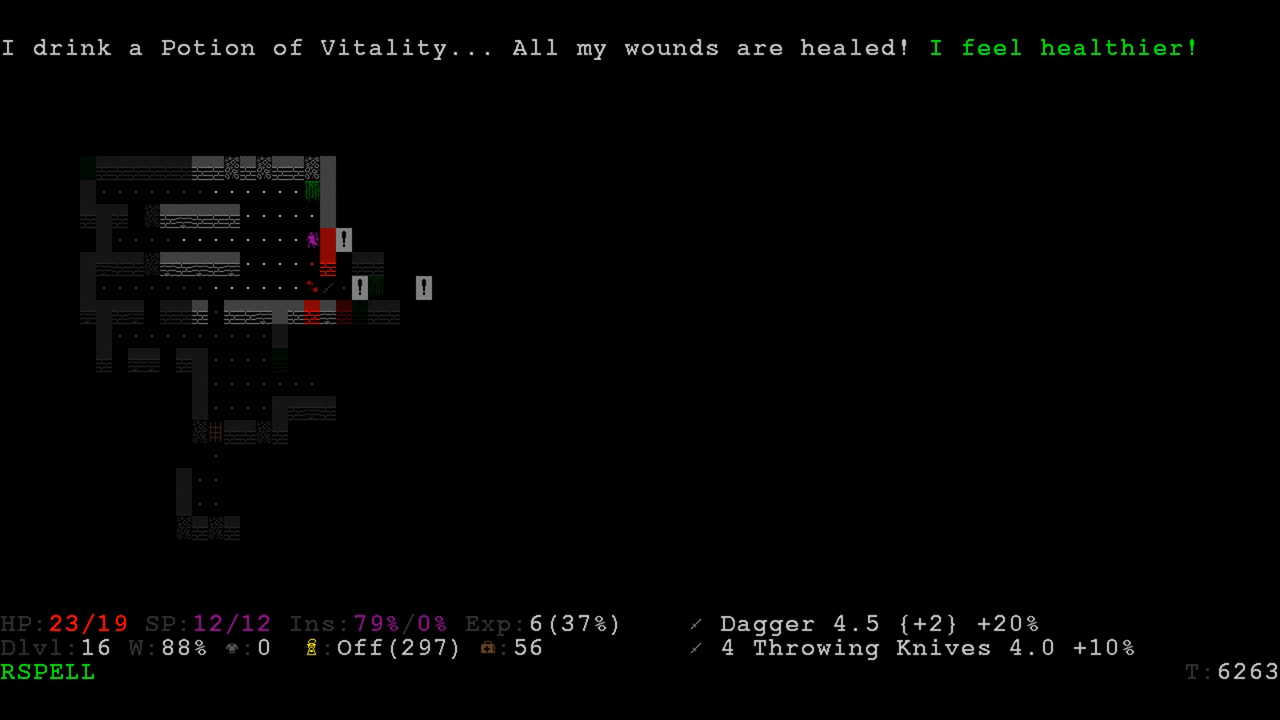 I drink a Potion of Vitality... All my wounds are healed! I feel healthier!
! 
! !
HP:23/19 SP:12/12 Ins:79%/0% Exp:6(37%) Dagger 4.5 {+2} +20%
Dlvl:16 W:88% :0 :Off(297) :56 4 Throwing Knives 4.0 +10%
RSPELL T:6263